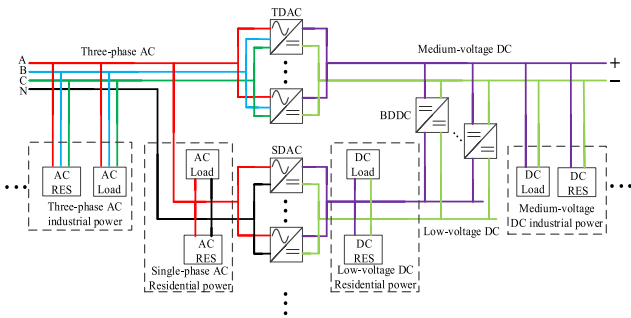 TDAC
Three-phase AC
Medium-voltage DC
A
B
C
N
+
−
BDDC
SDAC
AC
RES
AC
Load
Three-phase AC
industrial power
AC
Load
AC
RES
Single-phase AC
Residential power
DC
Load
DC
RES
Low-voltage DC
Residential power
Low-voltage DC
DC
Load
DC
RES
Medium-voltage
DC industrial power